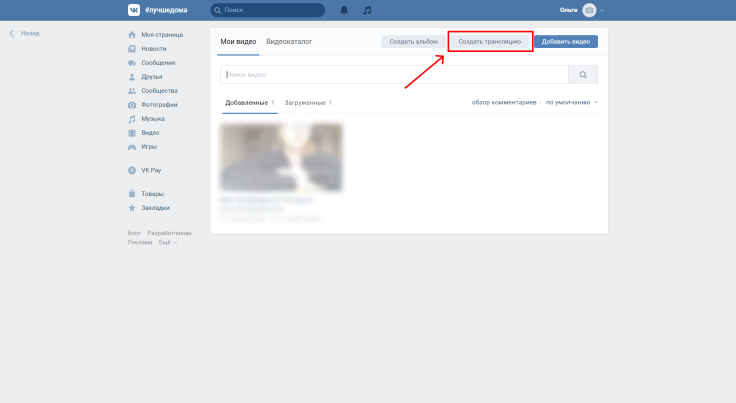 #лучшедома
Поиск
Ольга
Назад
Моя страница
Новости
Сообщения
Друзья
Сообщества
Фотографии
Музыка
Видео
Игры
VK Pay
Товары
Закладки
Блог Разработчикам
Реклама Ещё
Мои видео Видеокаталог Создать альбом Создать трансляцию Добавить видео
Поиск видео
Добавленные 1 Загруженные 1 обзор комментариев · по умолчанию